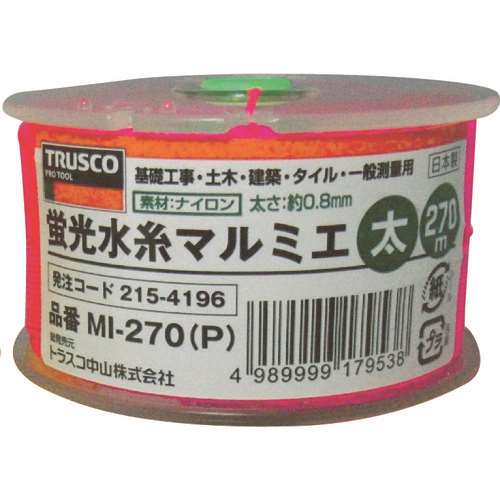 TRUSCO
PRO TOOL
基礎工事・土木・建築・タイル・一般測量用
日本製
素材:ナイロン 太さ:約0.8mm
蛍光水糸マルミエ 太 270m
発注コード 215-4196
品番 MI-270(P)
総発売元
トラスコ中山株式会社
4 989999 179538
紙
プラ